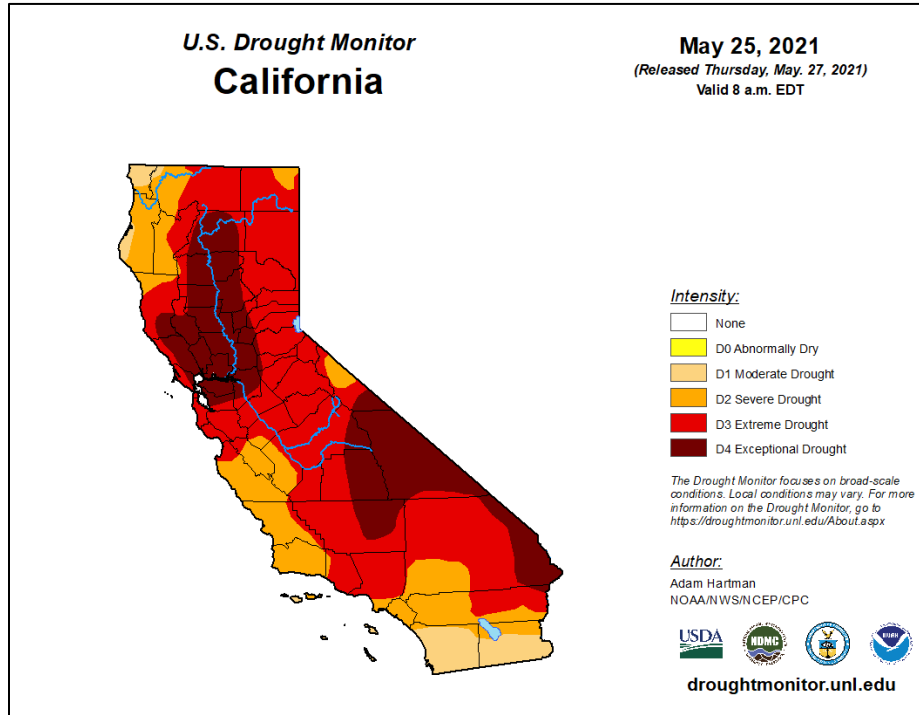 U.S. Drought Monitor
California
May 25, 2021
(Released Thursday, May. 27, 2021)
Valid 8 a.m. EDT
Intensity:
None
D0 Abnormally Dry
D1 Moderate Drought
D2 Severe Drought
D3 Extreme Drought
D4 Exceptional Drought
The Drought Monitor focuses on broad-scale
conditions. Local conditions may vary. For more
information on the Drought Monitor, go to
https://droughtmonitor.unl.edu/About.aspx
Author:
Adam Hartman
NOAA/NWS/NCEP/CPC
USDA
NDMC
NOAA
droughtmonitor.unl.edu